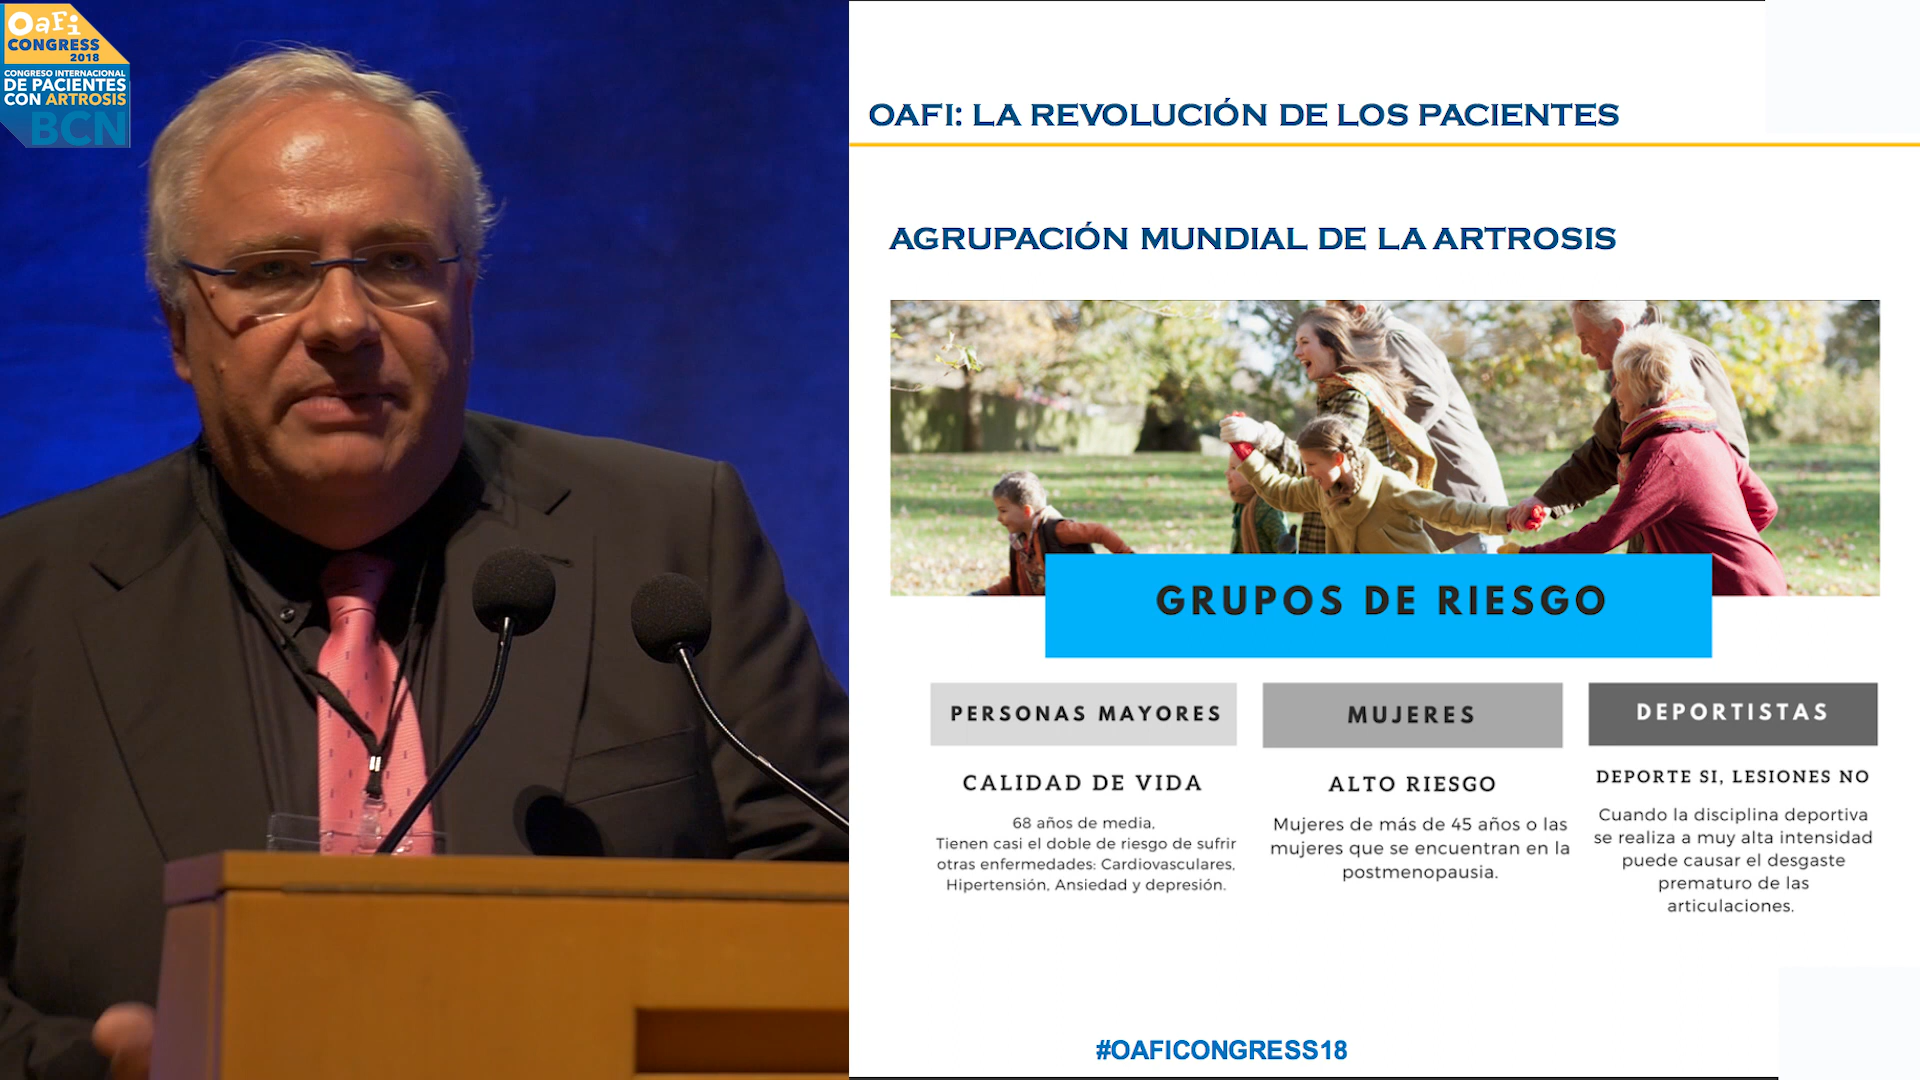 OaFi
CONGRESS
2018
CONGRESO INTERNACIONAL
DE PACIENTES
CON ARTROSIS
BCN
OAFI: LA REVOLUCIÓN DE LOS PACIENTES
AGRUPACIÓN MUNDIAL DE LA ARTROSIS
GRUPOS DE RIESGO
PERSONAS MAYORES
CALIDAD DE VIDA
68 años de media,
Tienen casi el doble de riesgo de sufrir
otras enfermedades: Cardiovasculares,
Hipertensión, Ansiedad y depresión.
MUJERES
ALTO RIESGO
Mujeres de más de 45 años o las
mujeres que se encuentran en la
postmenopausia.
DEPORTISTAS
DEPORTE SI, LESIONES NO
Cuando la disciplina deportiva
se realiza a muy alta intensidad
puede causar el desgaste
prematuro de las
articulaciones.
#OAFICONGRESS18